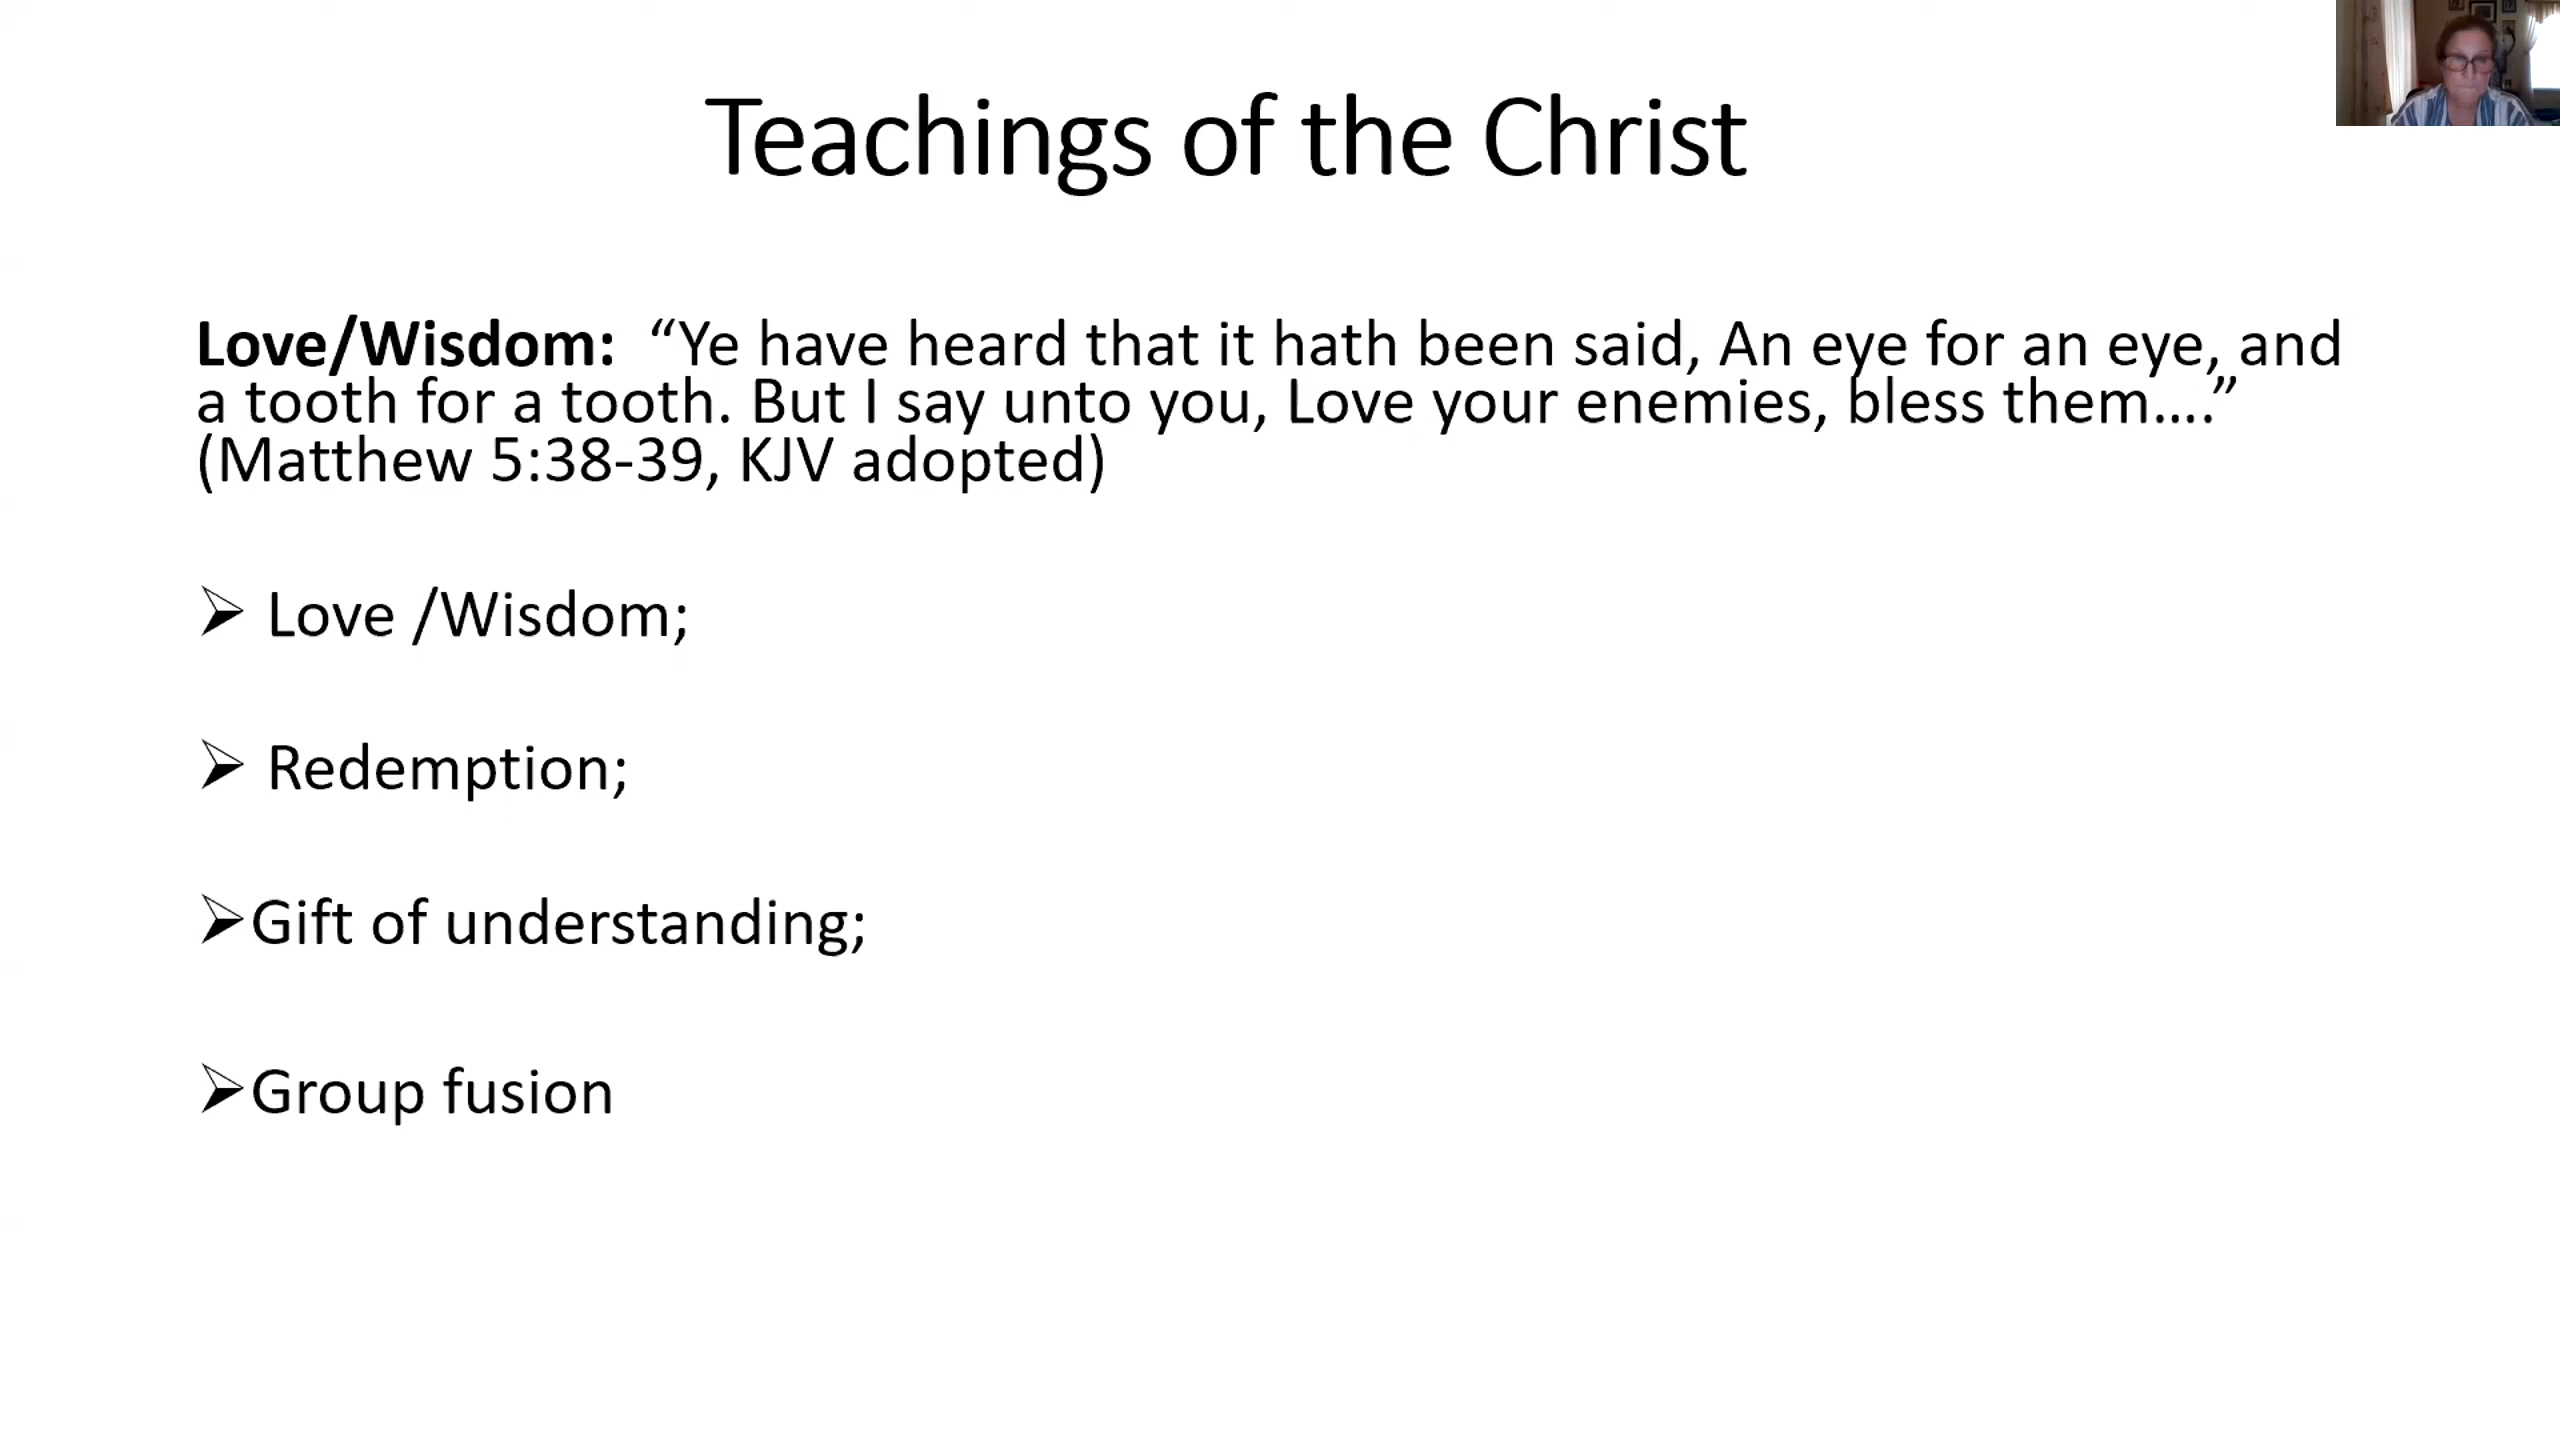 Teachings of the Christ
Love/Wisdom:  “Ye have heard that it hath been said, An eye for an eye, and
a tooth for a tooth. But I say unto you, Love your enemies, bless them….”
(Matthew 5:38-39, KJV adopted)
➢ Love /Wisdom;
➢ Redemption;
➢Gift of understanding;
➢Group fusion